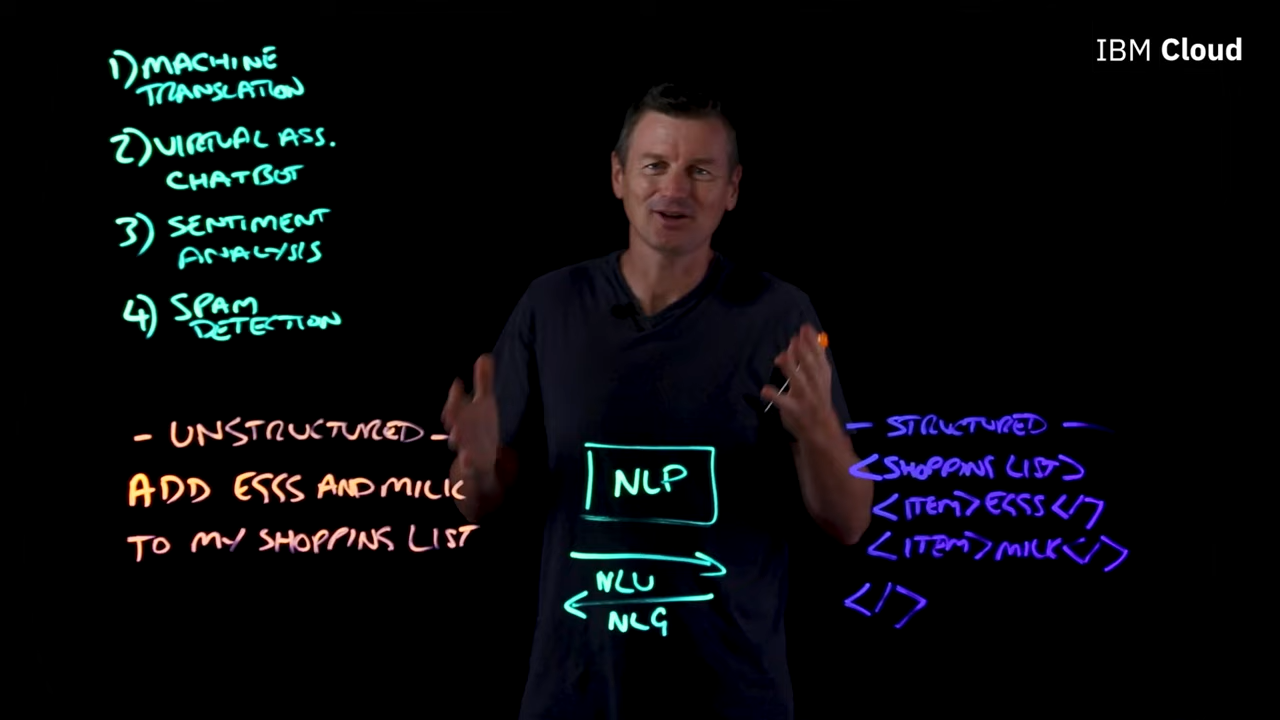 IBM Cloud
1) MACHINE
TRANSLATION
2) VIRTUAL ASS.
CHATBOT
3) SENTIMENT
ANALYSIS
4) SPAM
DETECTION
- UNSTRUCTURED -
ADD EGGS AND MILK
TO MY SHOPPING LIST
NLP
NLU
NLG
- STRUCTURED -
<SHOPPING LIST>
<ITEM>EGGS</>
<ITEM>MILK</>
</>